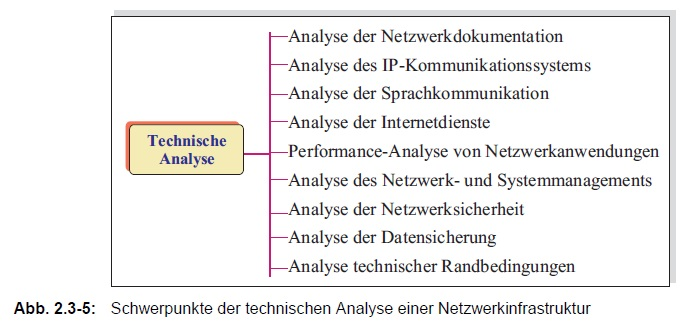 Technische
Analyse
Analyse der Netzwerkdokumentation
Analyse des IP-Kommunikationssystems
Analyse der Sprachkommunikation
Analyse der Internetdienste
Performance-Analyse von Netzwerkanwendungen
Analyse des Netzwerk- und Systemmanagements
Analyse der Netzwerksicherheit
Analyse der Datensicherung
Analyse technischer Randbedingungen
Abb. 2.3-5: Schwerpunkte der technischen Analyse einer Netzwerkinfrastruktur